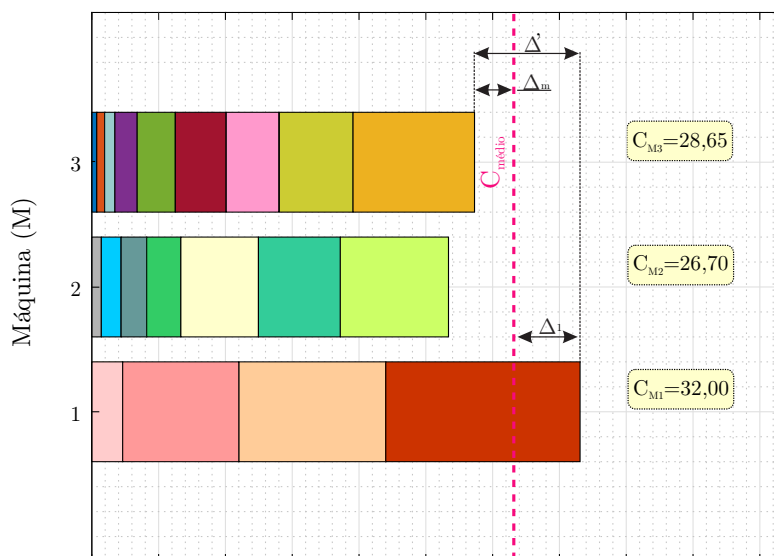 Δ'
Δm
3
Cmédio
CM3=28,65
Máquina (M)
2
CM2=26,70
Δ1
1
CM1=32,00